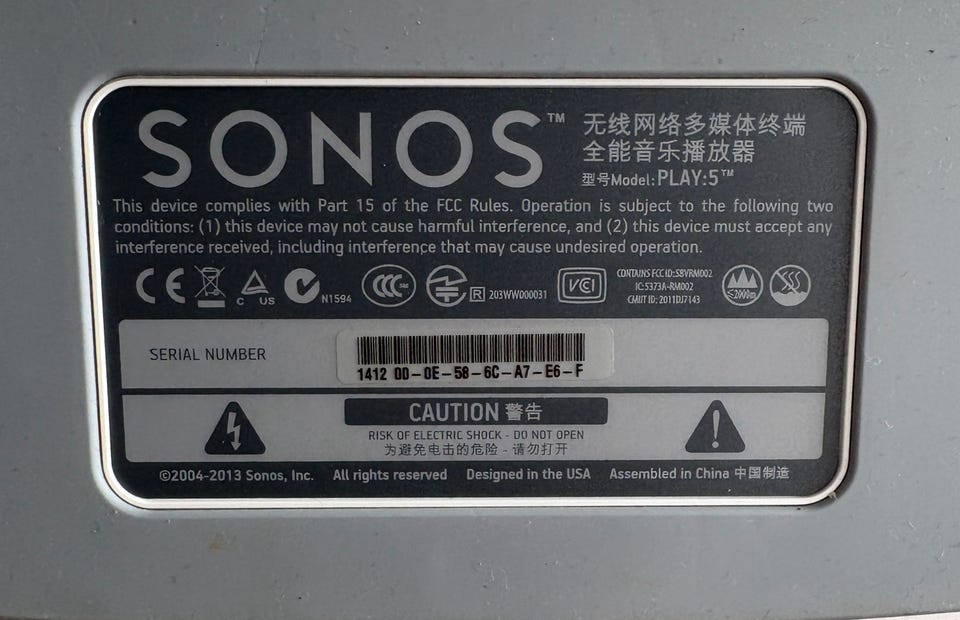 SONOS™
无线网络多媒体终端
全能音乐播放器
型号Model: PLAY:5™
This device complies with Part 15 of the FCC Rules. Operation is subject to the following two
conditions: (1) this device may not cause harmful interference, and (2) this device must accept any
interference received, including interference that may cause undesired operation.
CE
C US
N1594
CCC S&E
R 203WW000031
VCI
CONTAINS FCC ID:SBVRM002
IC:5373A-RM002
CMIIT ID: 2011DJ7143
≤2000m
SERIAL NUMBER
1412 00-0E-58-6C-A7-E6-F
CAUTION 警告
RISK OF ELECTRIC SHOCK - DO NOT OPEN
为避免电击的危险 - 请勿打开
©2004-2013 Sonos, Inc. All rights reserved Designed in the USA Assembled in China 中国制造